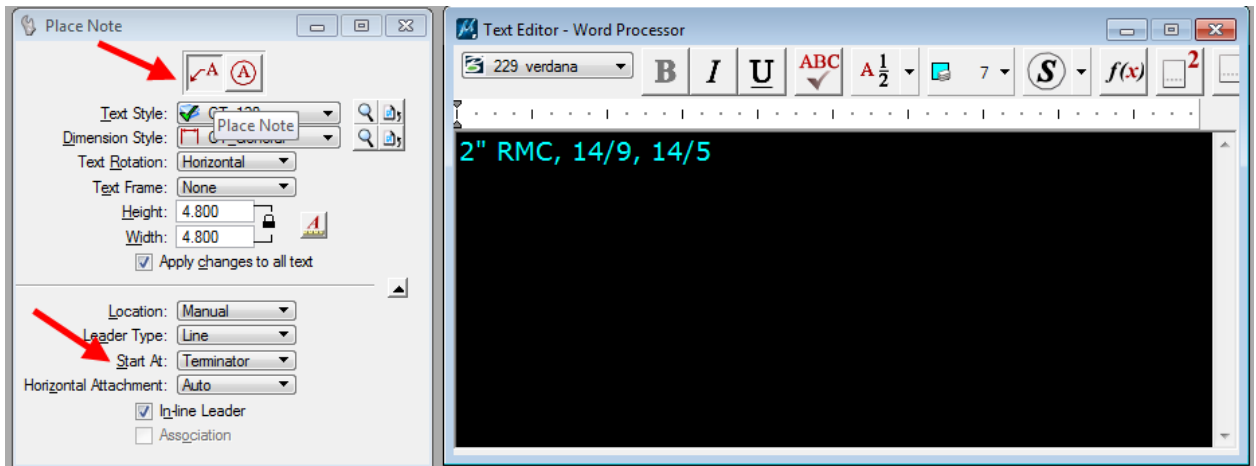 Place Note
A
A
Text Style:
Place Note
Dimension Style:
Text Rotation: Horizontal
Text Frame: None
Height: 4.800
Width: 4.800
A
Apply changes to all text
Location: Manual
Leader Type: Line
Start At: Terminator
Horizontal Attachment: Auto
In-line Leader
Association
Text Editor - Word Processor
229 verdana B I U ABC A 1/2 7 S f(x) 2
2" RMC, 14/9, 14/5